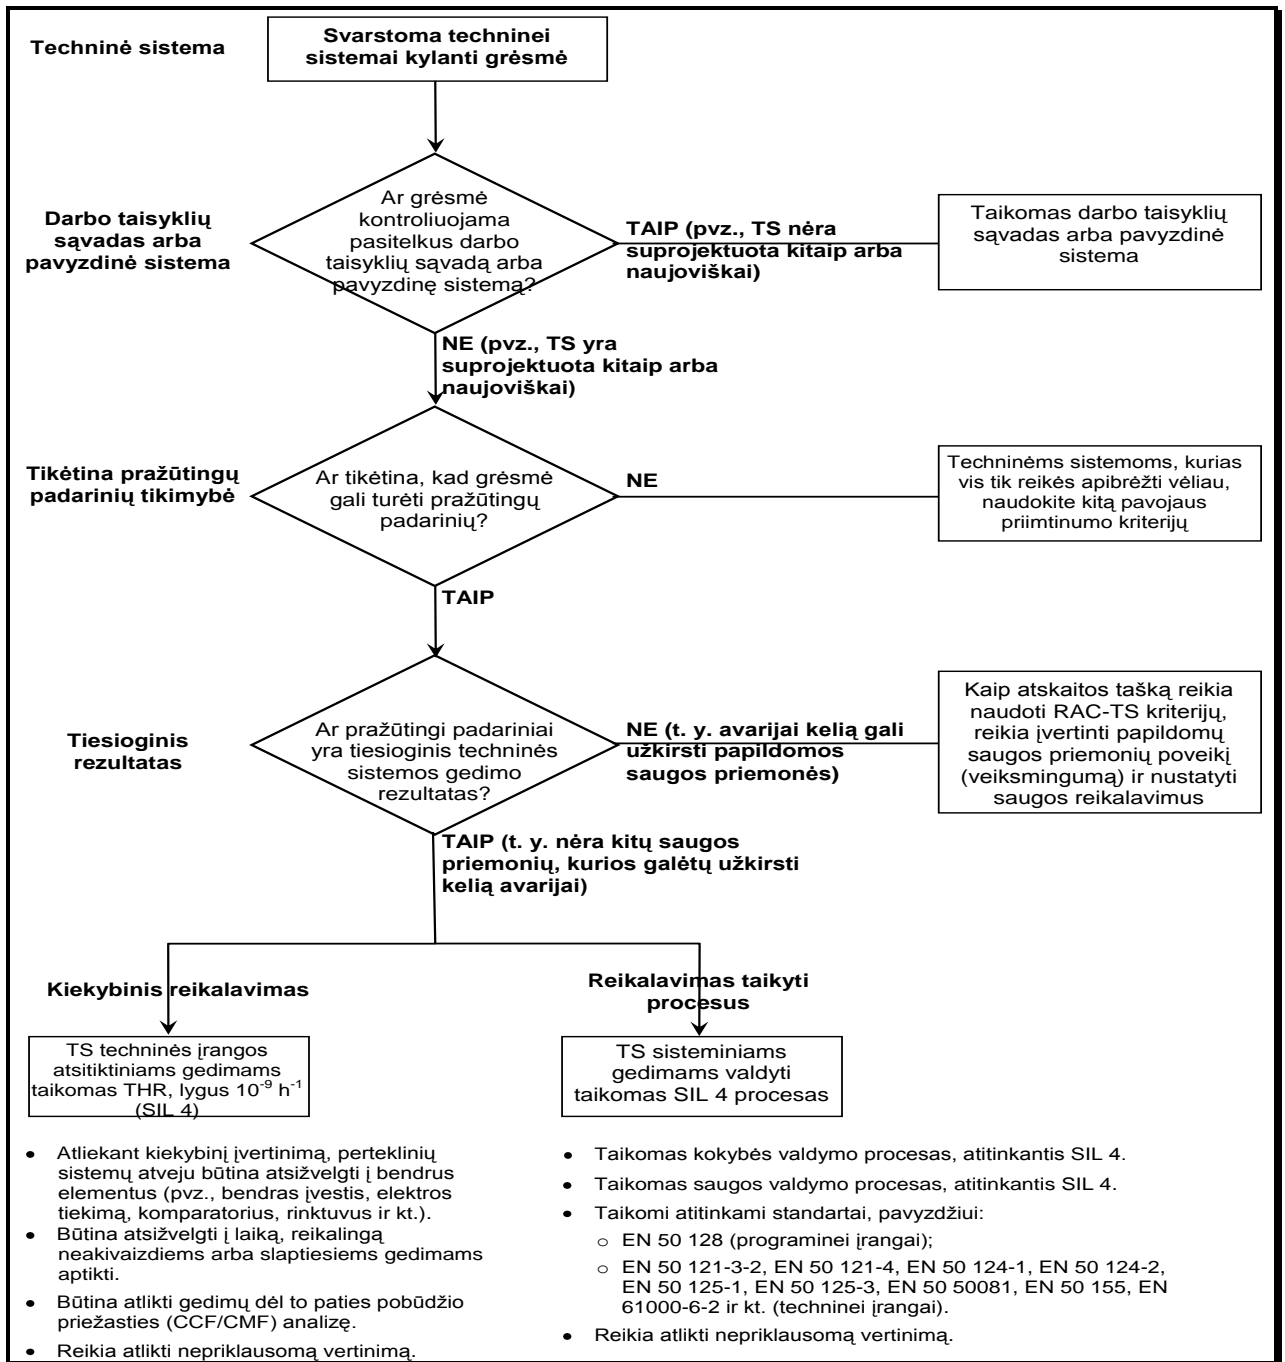 Techninė sistema
Svarstoma techninei
sistemai kylanti grėsmė
Darbo taisyklių
sąvadas arba
pavyzdinė sistema
Ar grėsmė
kontroliuojama
pasitelkus darbo
taisyklių sąvadą arba
pavyzdinę sistemą?
TAIP (pvz., TS nėra
suprojektuota kitaip arba
naujoviškai)
Taikomas darbo taisyklių
sąvadas arba pavyzdinė
sistema
NE (pvz., TS yra
suprojektuota kitaip arba
naujoviškai)
Tikėtina pražūtingų
padarinių tikimybė
Ar tikėtina, kad grėsmė
gali turėti pražūtingų
padarinių?
NE
Techninėms sistemoms, kurias
vis tik reikės apibrėžti vėliau,
naudokite kitą pavojaus
priimtinumo kriterijų
TAIP
Tiesioginis
rezultatas
Ar pražūtingi padariniai
yra tiesioginis techninės
sistemos gedimo
rezultatas?
NE (t. y. avarijai kelią gali
užkirsti papildomos
saugos priemonės)
Kaip atskaitos tašką reikia
naudoti RAC-TS kriterijų,
reikia įvertinti papildomų
saugos priemonių poveikį
(veiksmingumą) ir nustatyti
saugos reikalavimus
TAIP (t. y. nėra kitų saugos
priemonių, kurios galėtų užkirsti
kelią avarijai)
Kiekybinis reikalavimas
TS techninės įrangos
atsitiktiniams gedimams
taikomas THR, lygus 10⁻⁹ h⁻¹
(SIL 4)
• Atliekant kiekybinį įvertinimą, perteklinių
sistemų atveju būtina atsižvelgti į bendrus
elementus (pvz., bendras įvestis, elektros
tiekimą, komparatorius, rinktuvus ir kt.).
• Būtina atsižvelgti į laiką, reikalingą
neakivaizdiems arba slaptiesiems gedimams
aptikti.
• Būtina atlikti gedimų dėl to paties pobūdžio
priežasties (CCF/CMF) analizę.
• Reikia atlikti nepriklausomą vertinimą.
Reikalavimas taikyti
procesus
TS sisteminiams
gedimams valdyti
taikomas SIL 4 procesas
• Taikomas kokybės valdymo procesas, atitinkantis SIL 4.
• Taikomas saugos valdymo procesas, atitinkantis SIL 4.
• Taikomi atitinkami standartai, pavyzdžiui:
o EN 50 128 (programinei įrangai);
o EN 50 121-3-2, EN 50 121-4, EN 50 124-1, EN 50 124-2,
EN 50 125-1, EN 50 125-3, EN 50 50081, EN 50 155, EN
61000-6-2 ir kt. (techninei įrangai).
• Reikia atlikti nepriklausomą vertinimą.